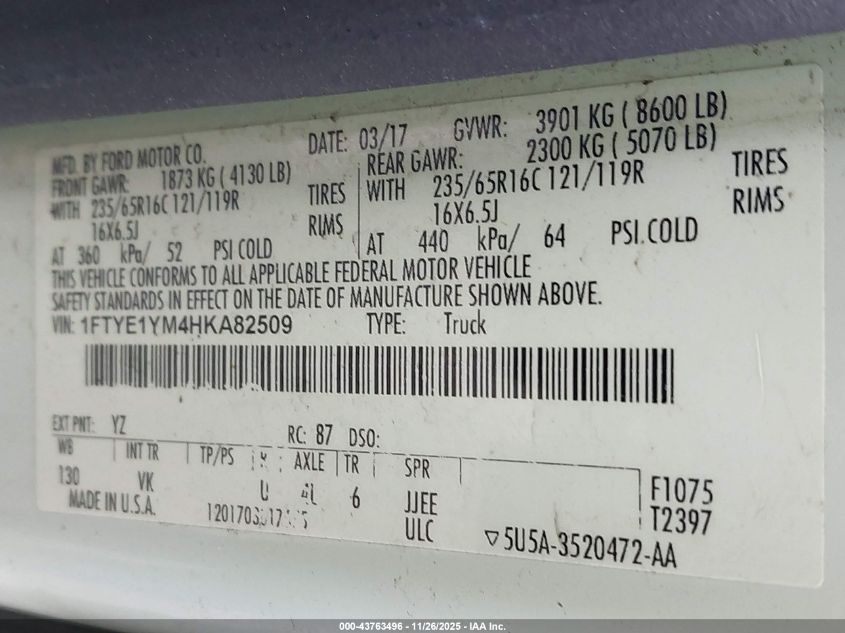 MFD. BY FORD MOTOR CO. DATE: 03/17 GVWR: 3901 KG ( 8600 LB)
FRONT GAWR: 1873 KG ( 4130 LB) REAR GAWR: 2300 KG ( 5070 LB)
WITH 235/65R16C 121/119R TIRES WITH 235/65R16C 121/119R TIRES
16X6.5J RIMS 16X6.5J RIMS
AT 360 kPa/ 52 PSI COLD AT 440 kPa/ 64 PSI.COLD
THIS VEHICLE CONFORMS TO ALL APPLICABLE FEDERAL MOTOR VEHICLE
SAFETY STANDARDS IN EFFECT ON THE DATE OF MANUFACTURE SHOWN ABOVE.
VIN: 1FTYE1YM4HKA82509 TYPE: Truck
EXT PNT: YZ RC: 87 DSO:
WB INT TR TP/PS AXLE TR SPR
130 VK U 4L 6 JJEE F1075
MADE IN U.S.A. ULC T2397
▽5U5A-3520472-AA
000-43763496 - 11/26/2025 - IAA Inc.